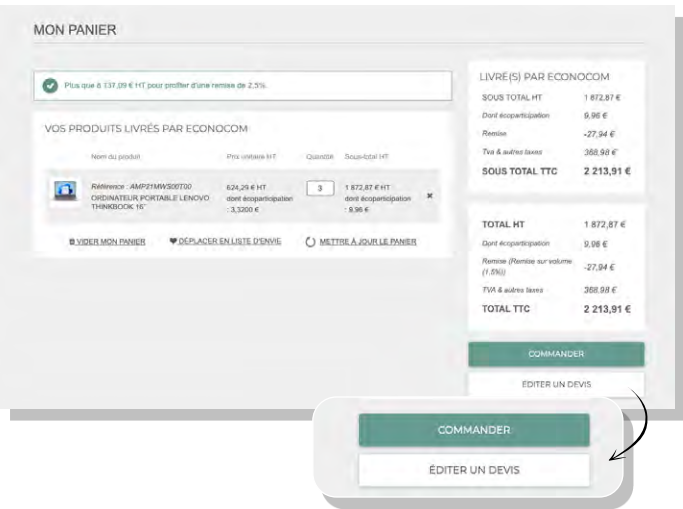 MON PANIER
Plus que à 137,09 € HT pour profiter d'une remise de 2,5%.
VOS PRODUITS LIVRÉS PAR ECONOCOM
Nom du produit Prix unitaire HT Quantité Sous-total HT
Référence : AMP21MWS00T00
ORDINATEUR PORTABLE LENOVO
THINKBOOK 16"
624,29 € HT
dont écoparticipation
: 3,3200 €
3
1 872,87 € HT
dont écoparticipation
: 9,96 €
VIDER MON PANIER DÉPLACER EN LISTE D'ENVIE METTRE À JOUR LE PANIER
LIVRÉ(S) PAR ECONOCOM
SOUS TOTAL HT 1 872,87 €
Dont écoparticipation 9,96 €
Remise -27,94 €
Tva & autres taxes 368,98 €
SOUS TOTAL TTC 2 213,91 €
TOTAL HT 1 872,87 €
Dont écoparticipation 9,96 €
Remise (Remise sur volume
(1.5%)) -27,94 €
TVA & autres taxes 368,98 €
TOTAL TTC 2 213,91 €
COMMANDER
ÉDITER UN DEVIS
COMMANDER
ÉDITER UN DEVIS